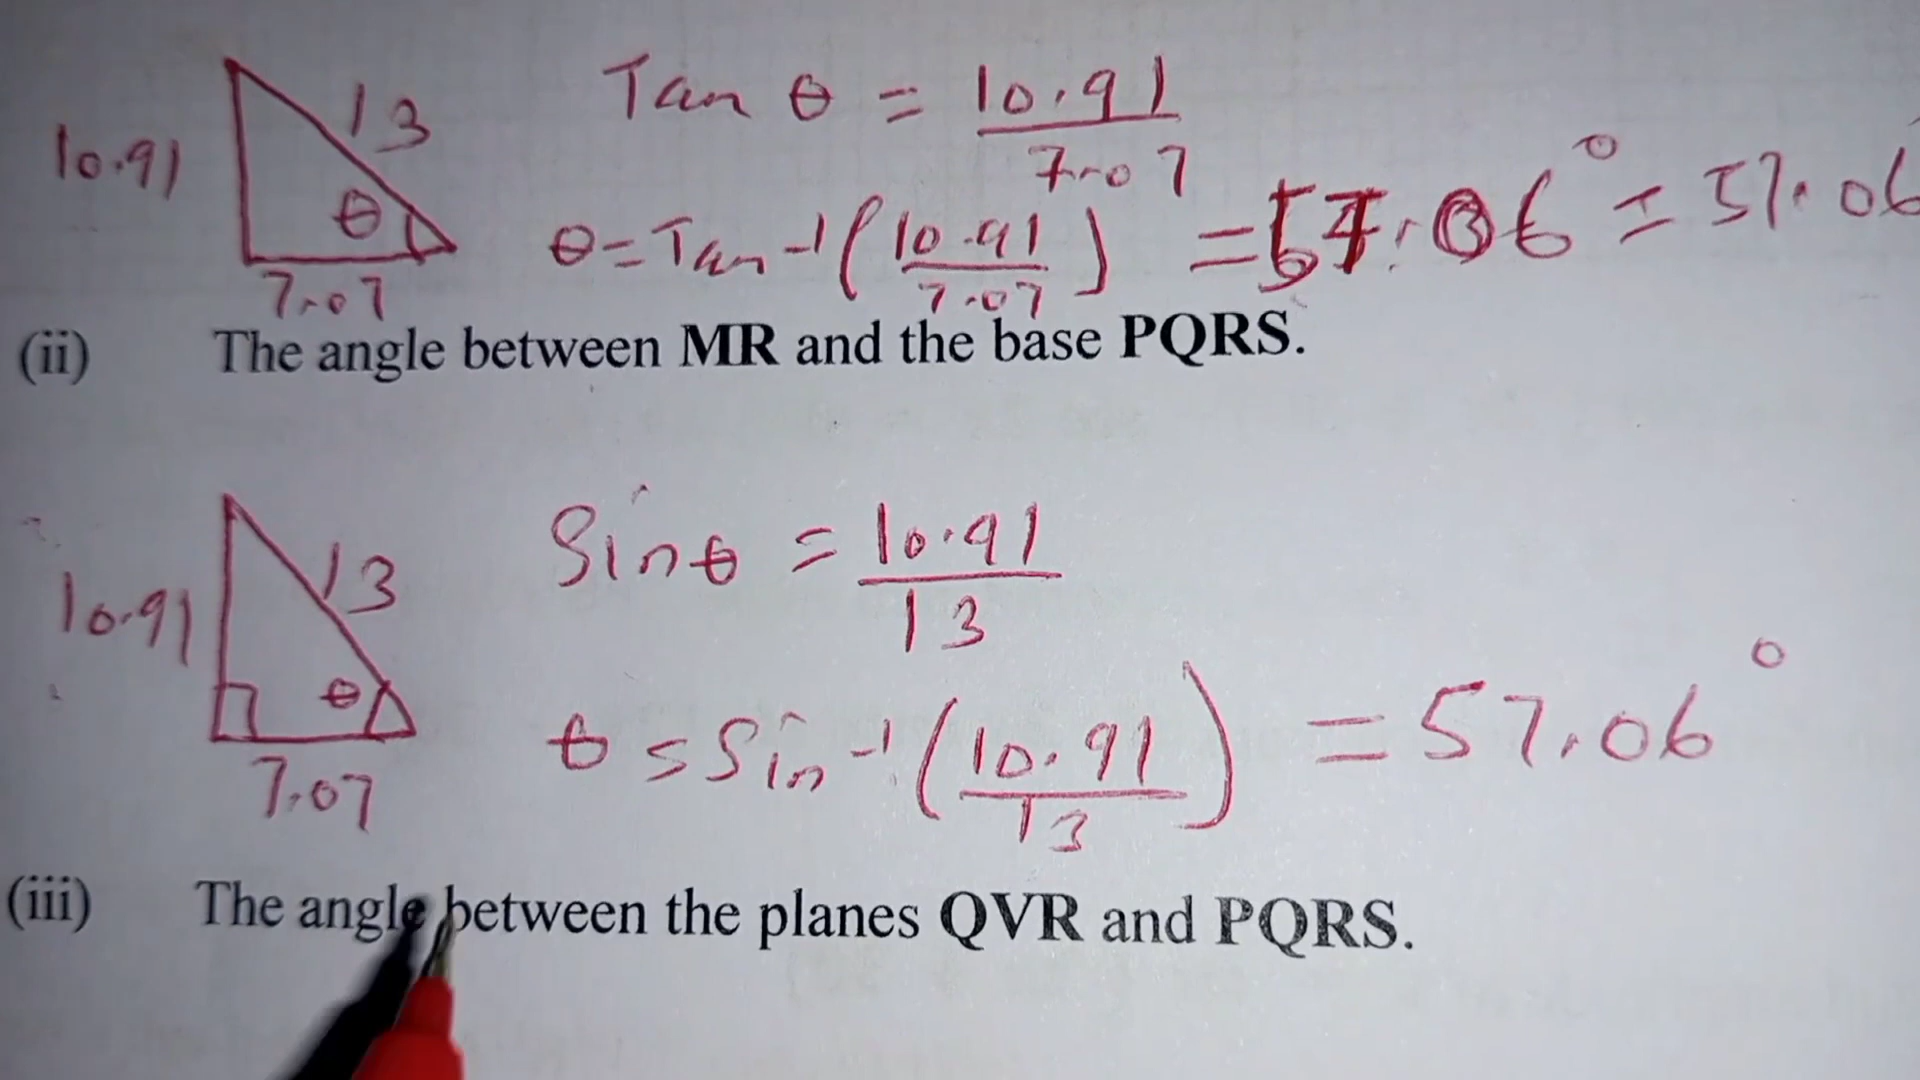 10.91
13
θ
7.07
Tan θ = 10.91
7.07
θ = Tan -1 (10.91 / 7.07) = 57.06° = 57.06
(ii) The angle between MR and the base PQRS.
10.91
13
θ
7.07
Sin θ = 10.91
13
θ = Sin -1 (10.91 / 13) = 57.06°
(iii) The angle between the planes QVR and PQRS.